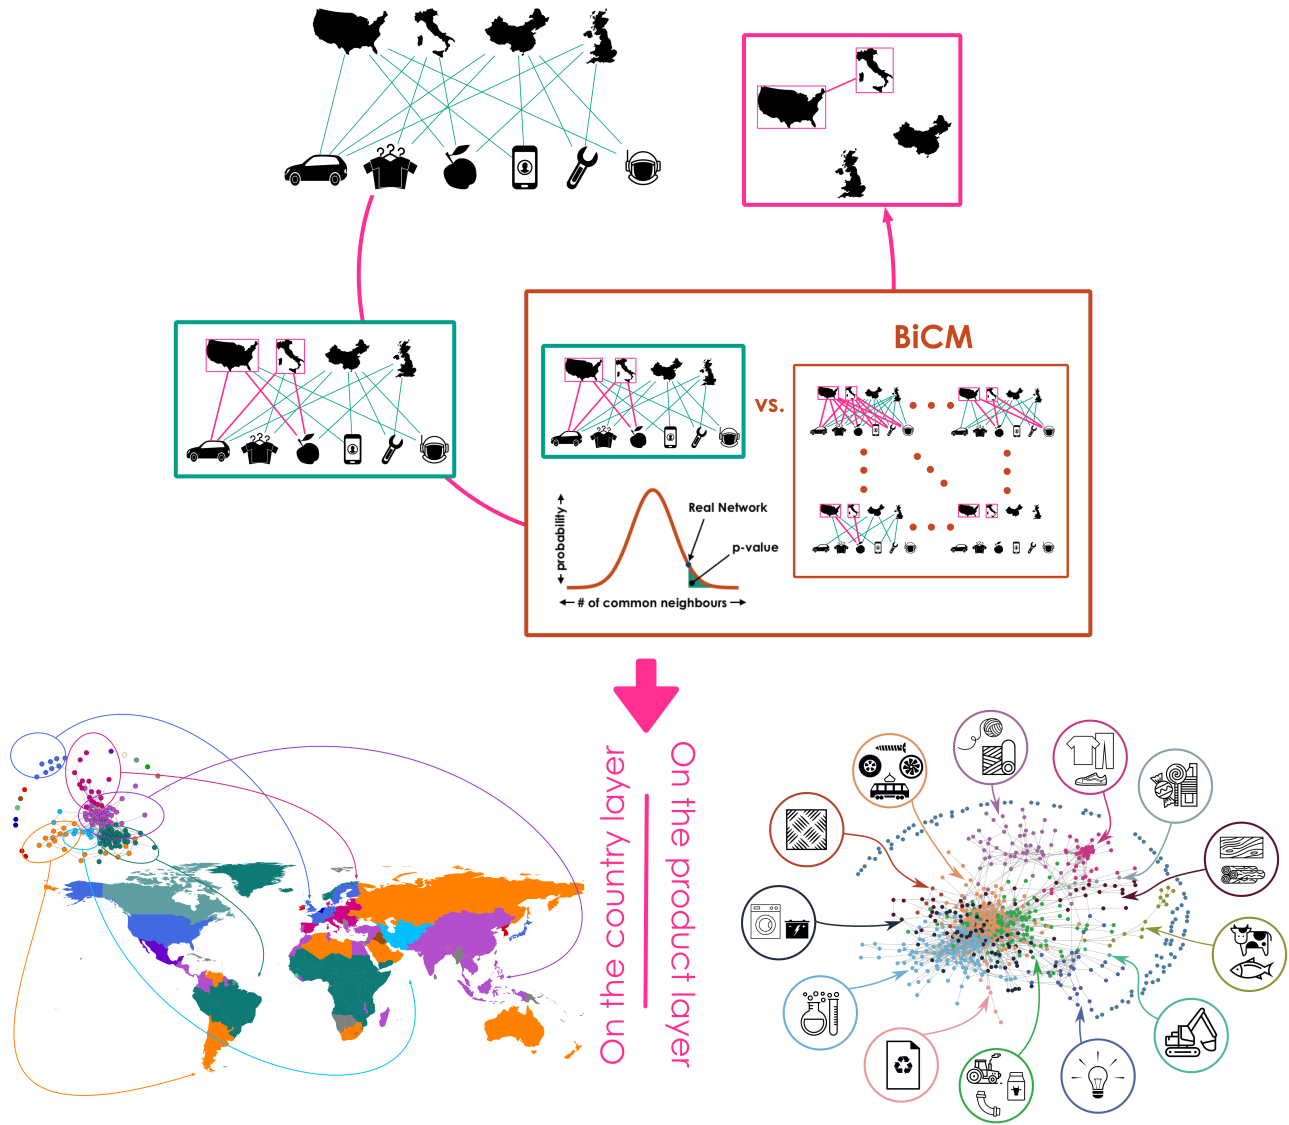 BiCM
vs.
Real Network
p-value
probability
# of common neighbours
On the country layer
On the product layer